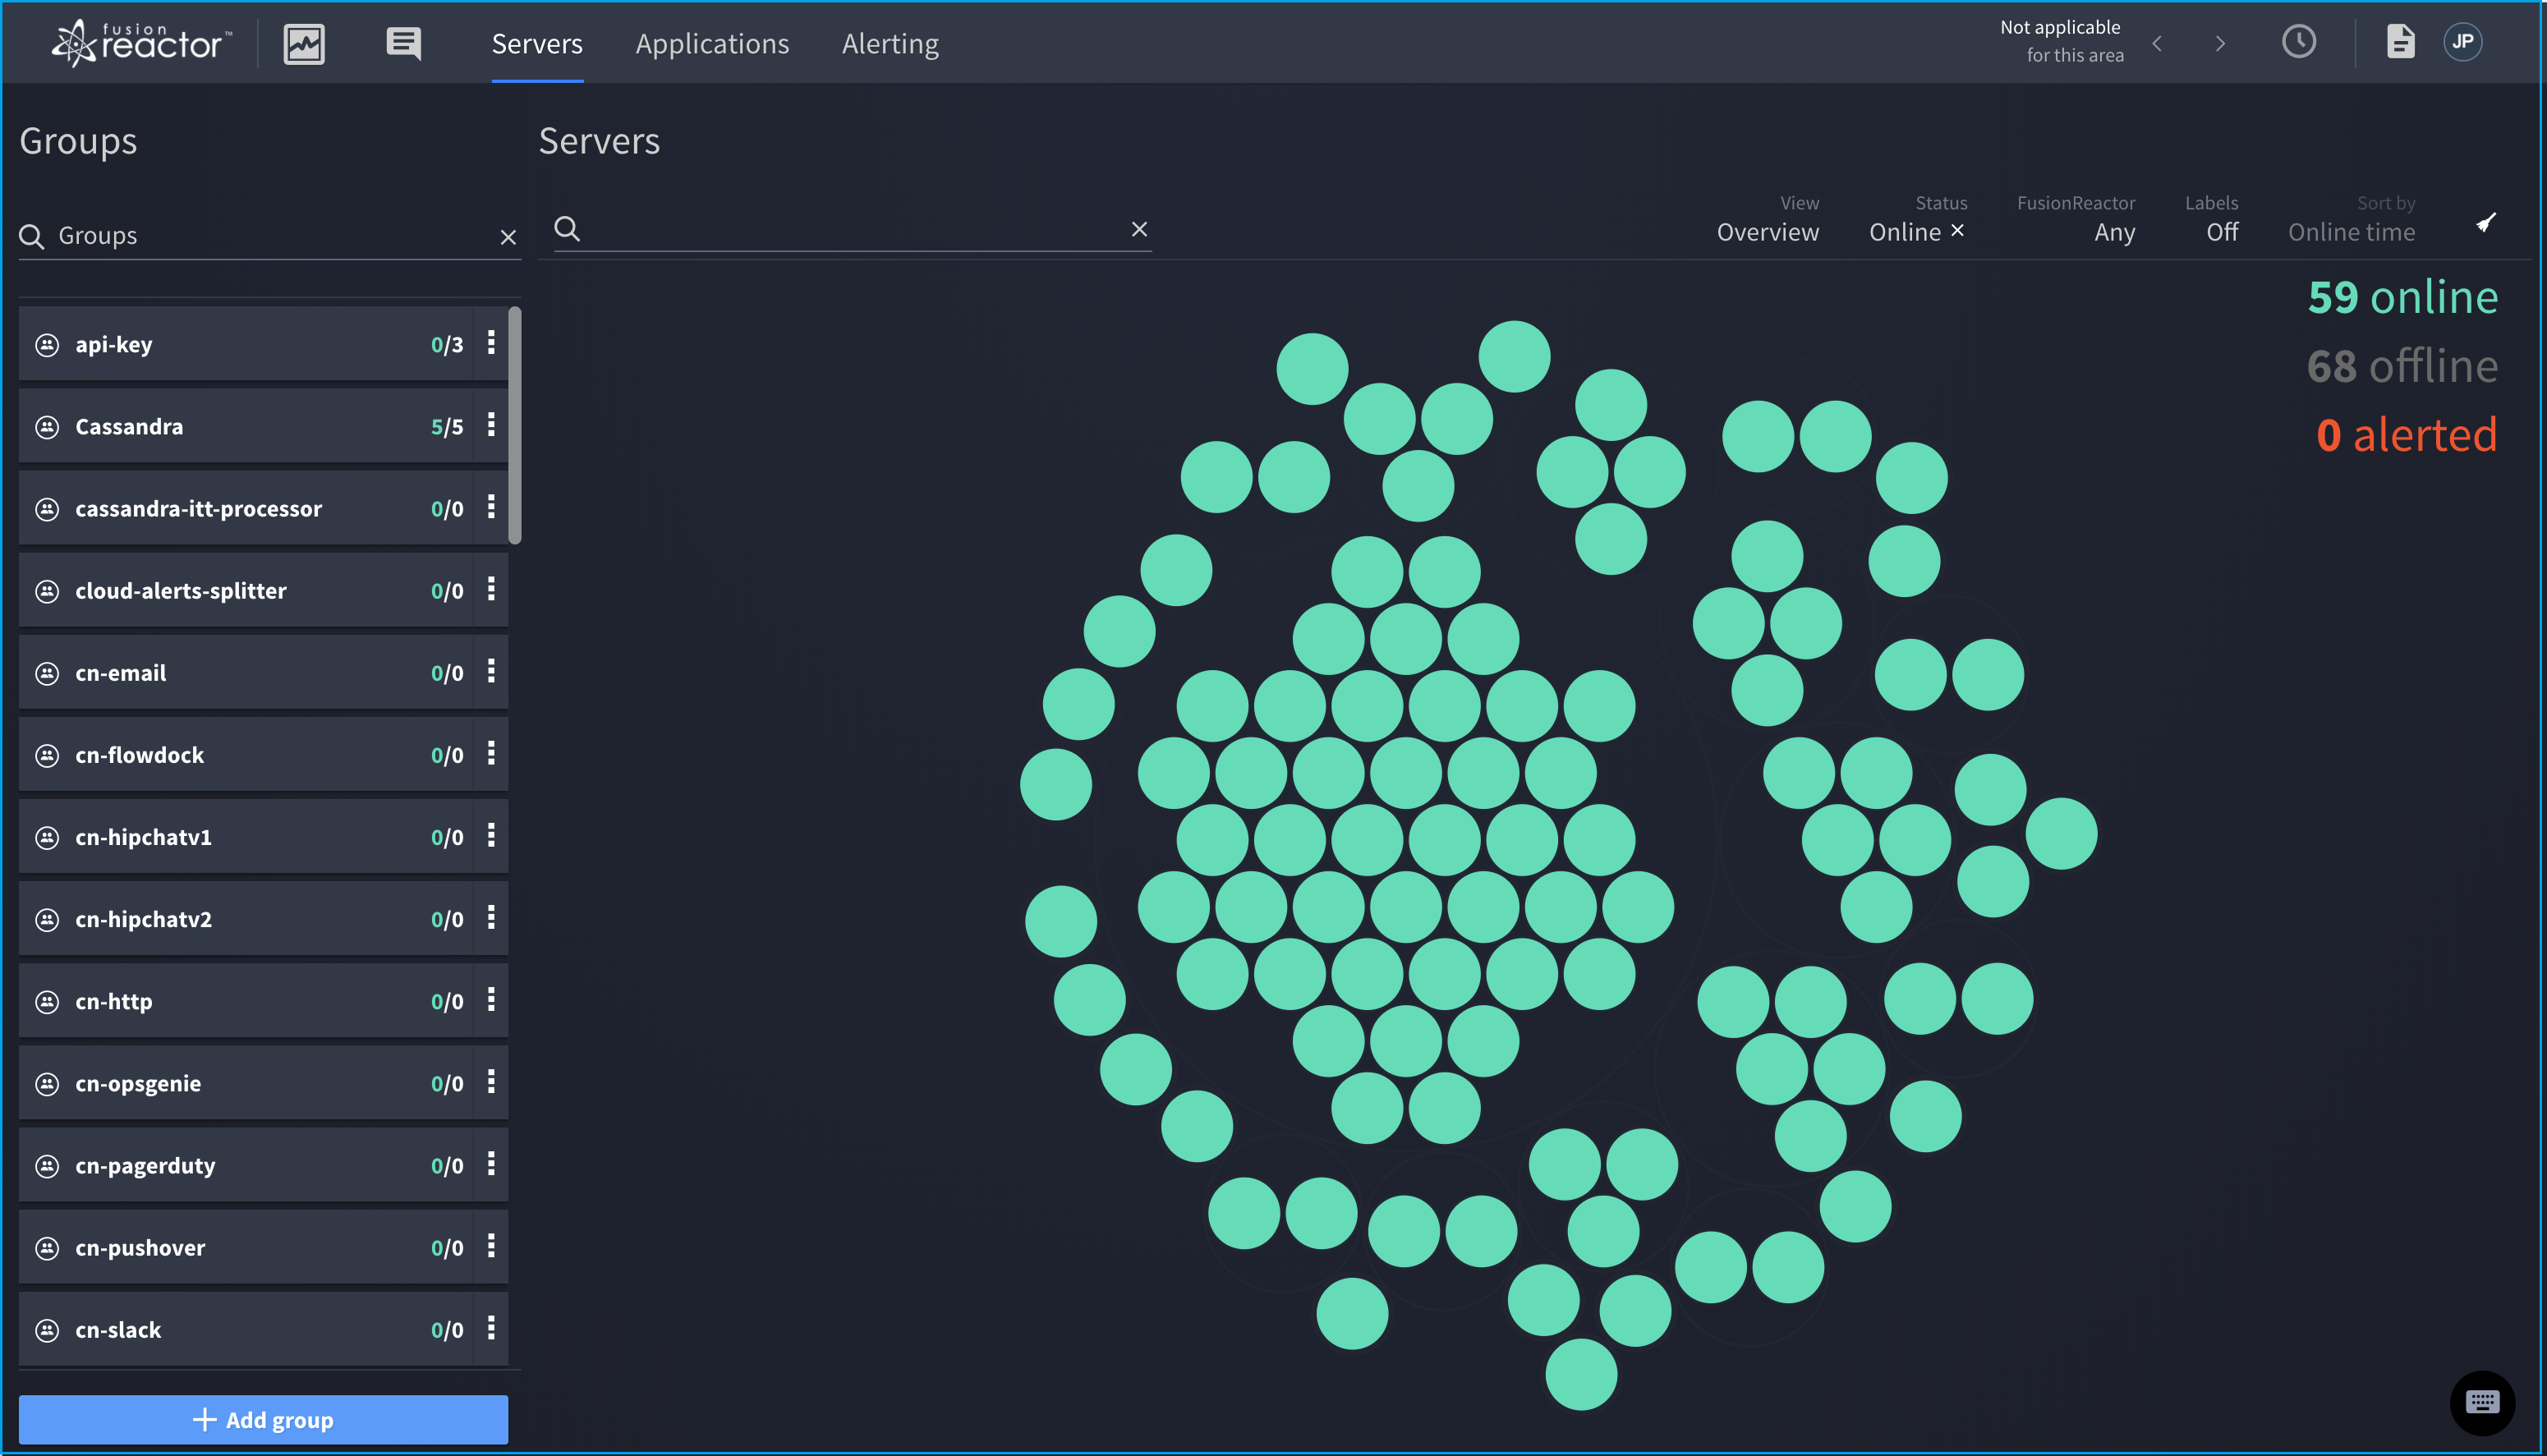 fusion
reactor™
Servers
Applications
Alerting
Not applicable
for this area
JP
Groups
Groups
api-key 0/3
Cassandra 5/5
cassandra-itt-processor 0/0
cloud-alerts-splitter 0/0
cn-email 0/0
cn-flowdock 0/0
cn-hipchatv1 0/0
cn-hipchatv2 0/0
cn-http 0/0
cn-opsgenie 0/0
cn-pagerduty 0/0
cn-pushover 0/0
cn-slack 0/0
Add group
Servers
View
Overview
Status
Online
FusionReactor
Any
Labels
Off
Sort by
Online time
59 online
68 offline
0 alerted